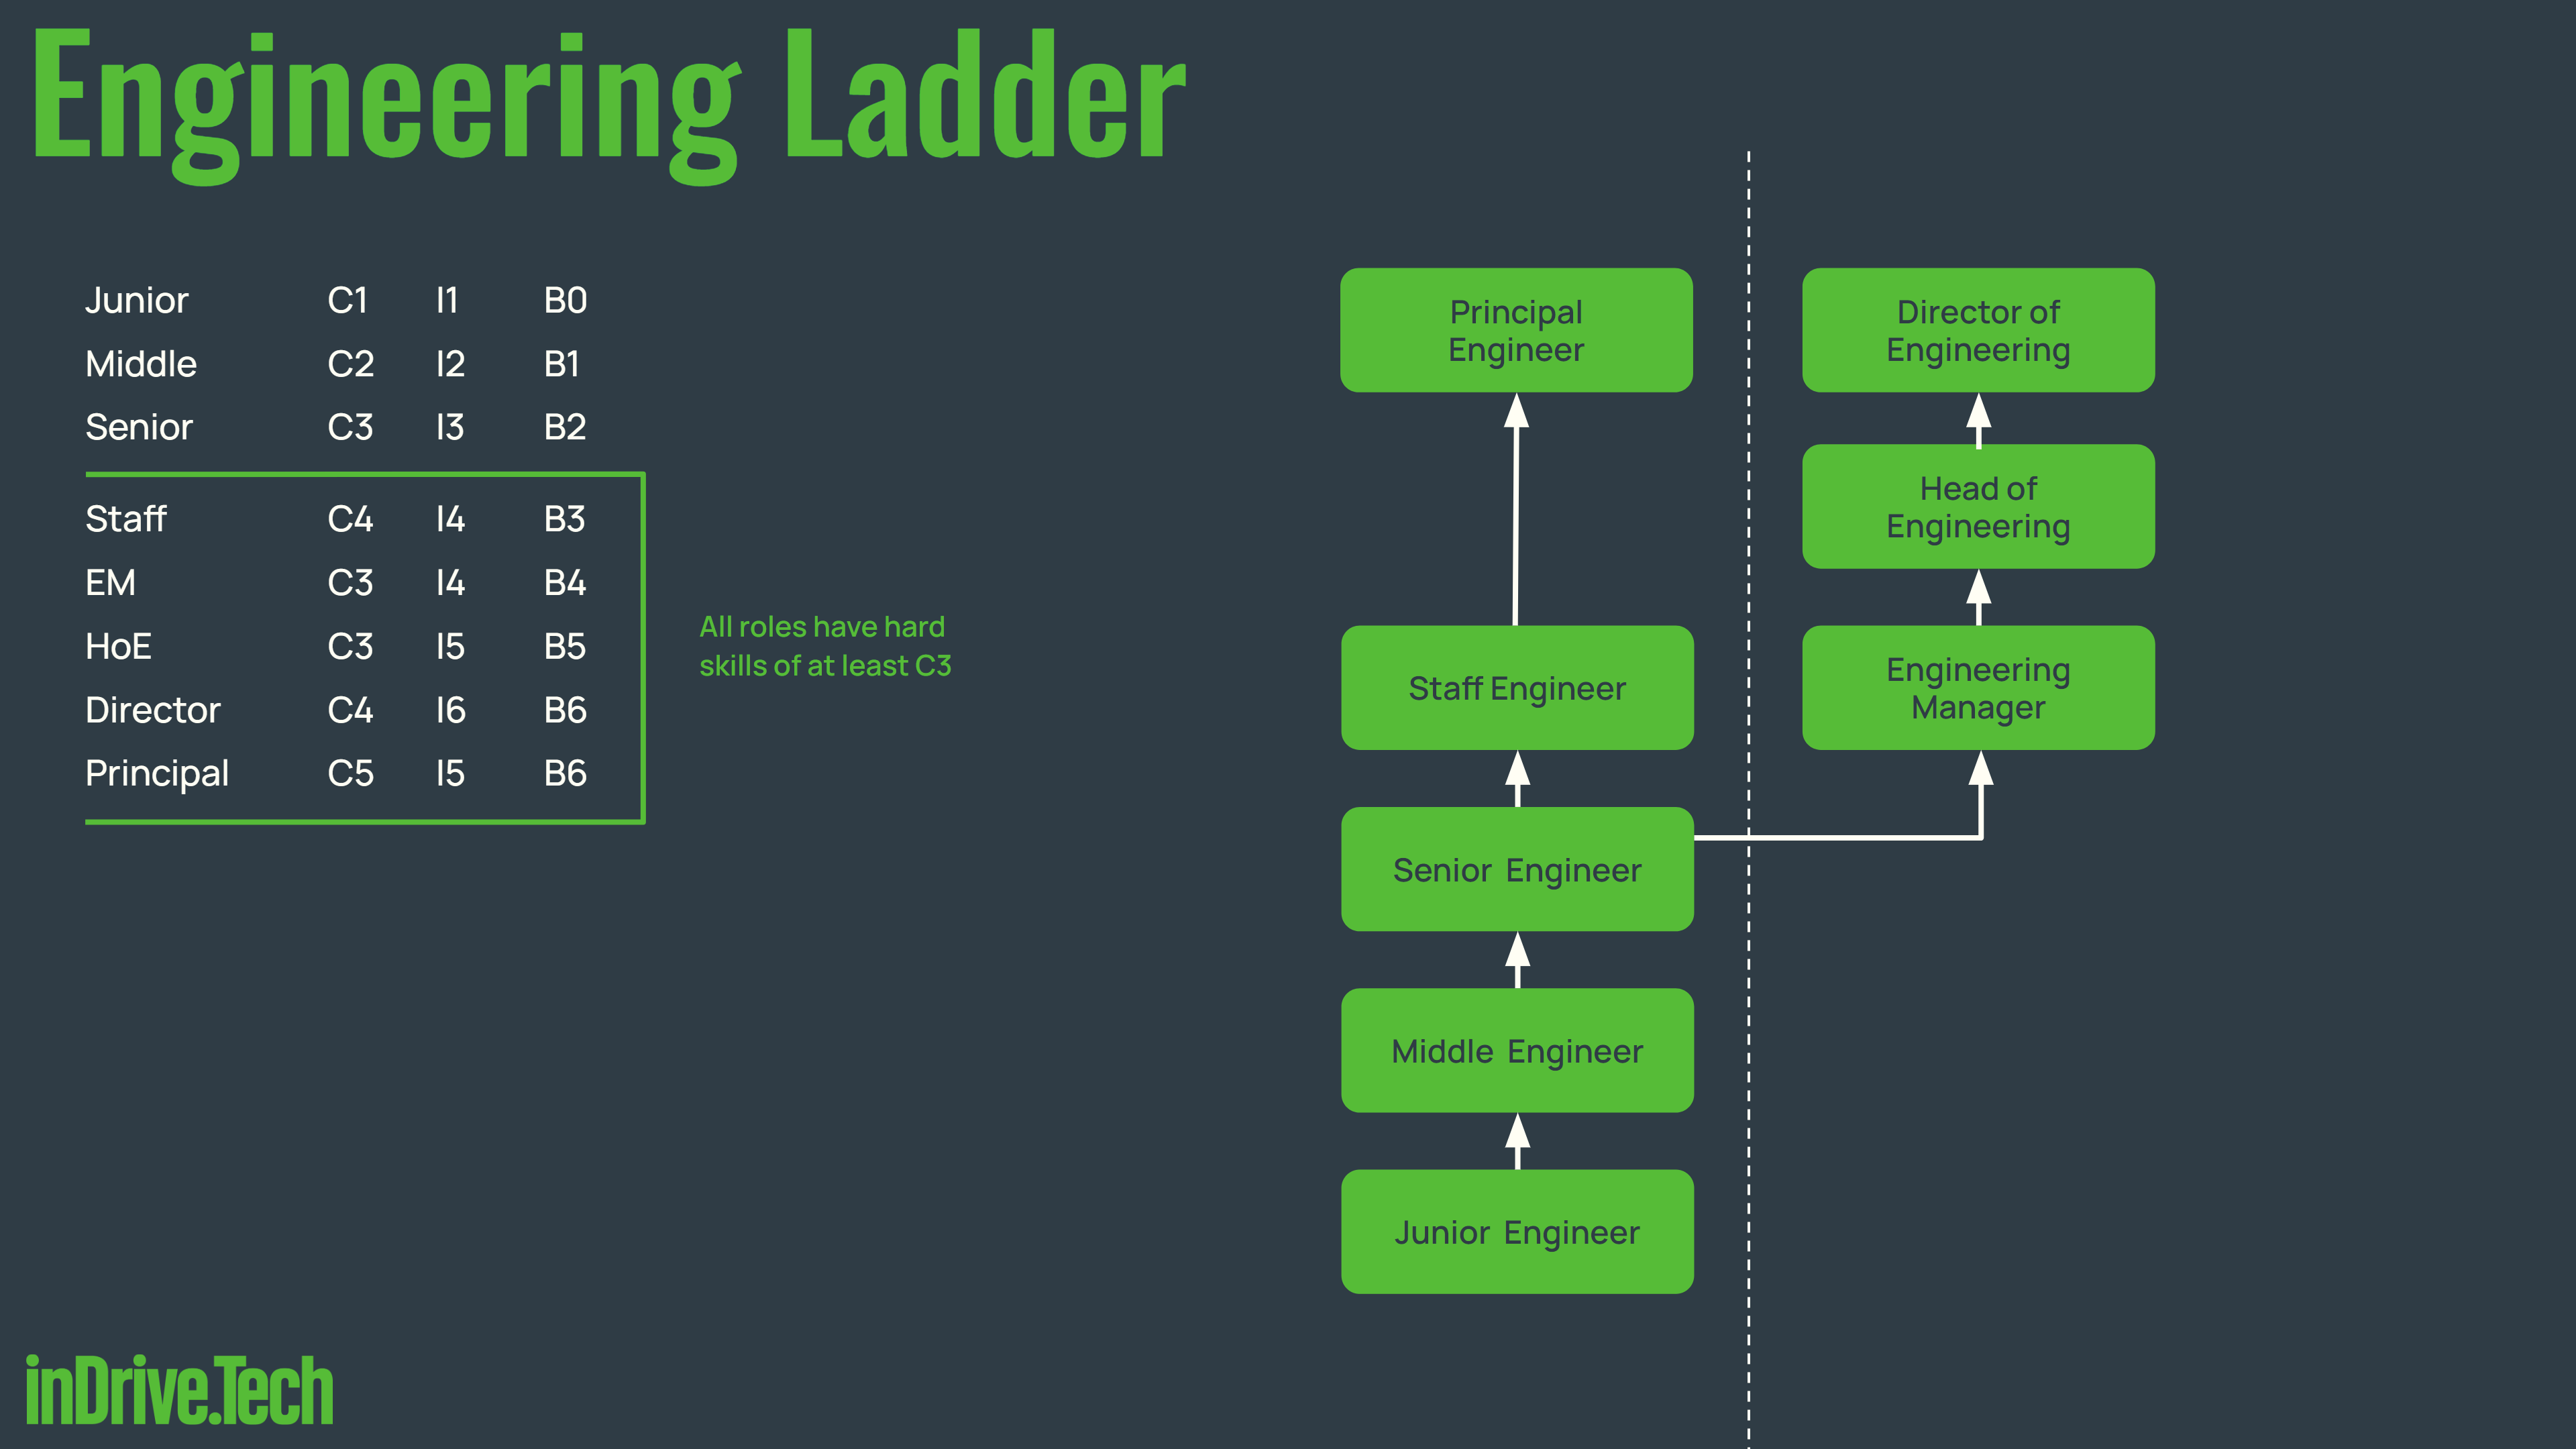 Engineering Ladder
Junior C1 I1 B0
Middle C2 I2 B1
Senior C3 I3 B2
Staff C4 I4 B3
EM C3 I4 B4
HoE C3 I5 B5
Director C4 I6 B6
Principal C5 I5 B6
All roles have hard
skills of at least C3
Principal
Engineer
Director of
Engineering
Head of
Engineering
Staff Engineer
Engineering
Manager
Senior Engineer
Middle Engineer
Junior Engineer
inDrive.Tech